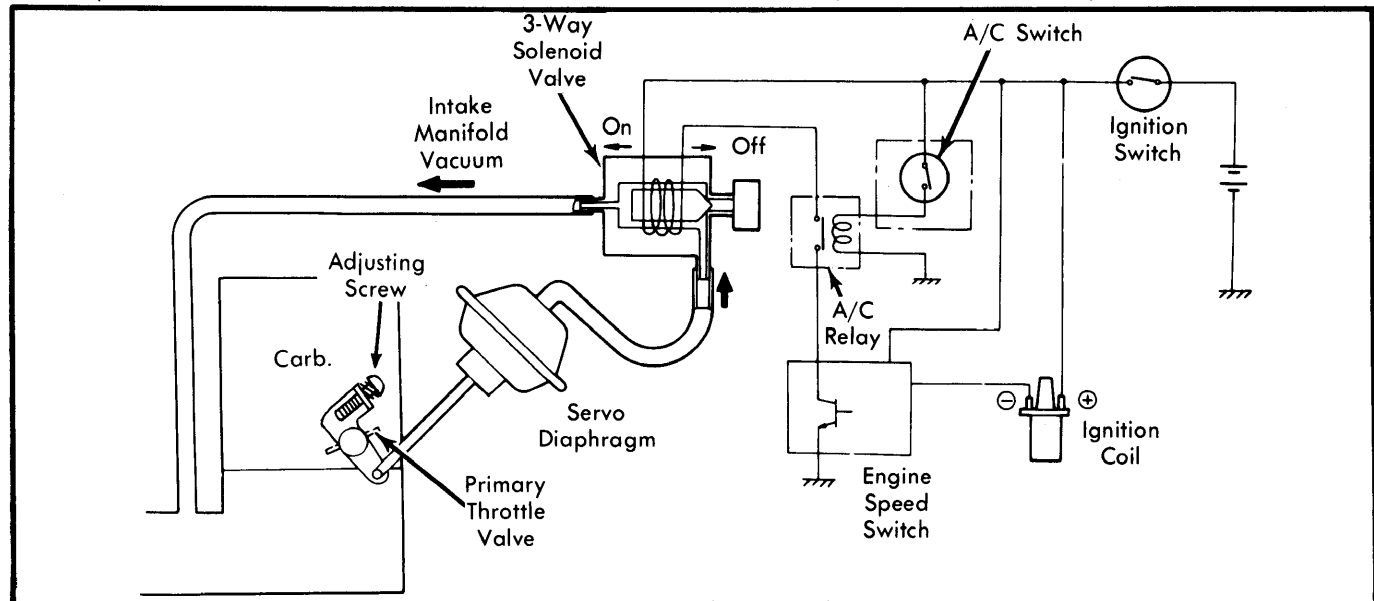 3-Way
Solenoid
Valve
A/C Switch
Intake
Manifold
Vacuum
On
Off
Ignition
Switch
Adjusting
Screw
A/C
Relay
Carb.
Servo
Diaphragm
⊖
⊕
Ignition
Coil
Primary
Throttle
Valve
Engine
Speed
Switch